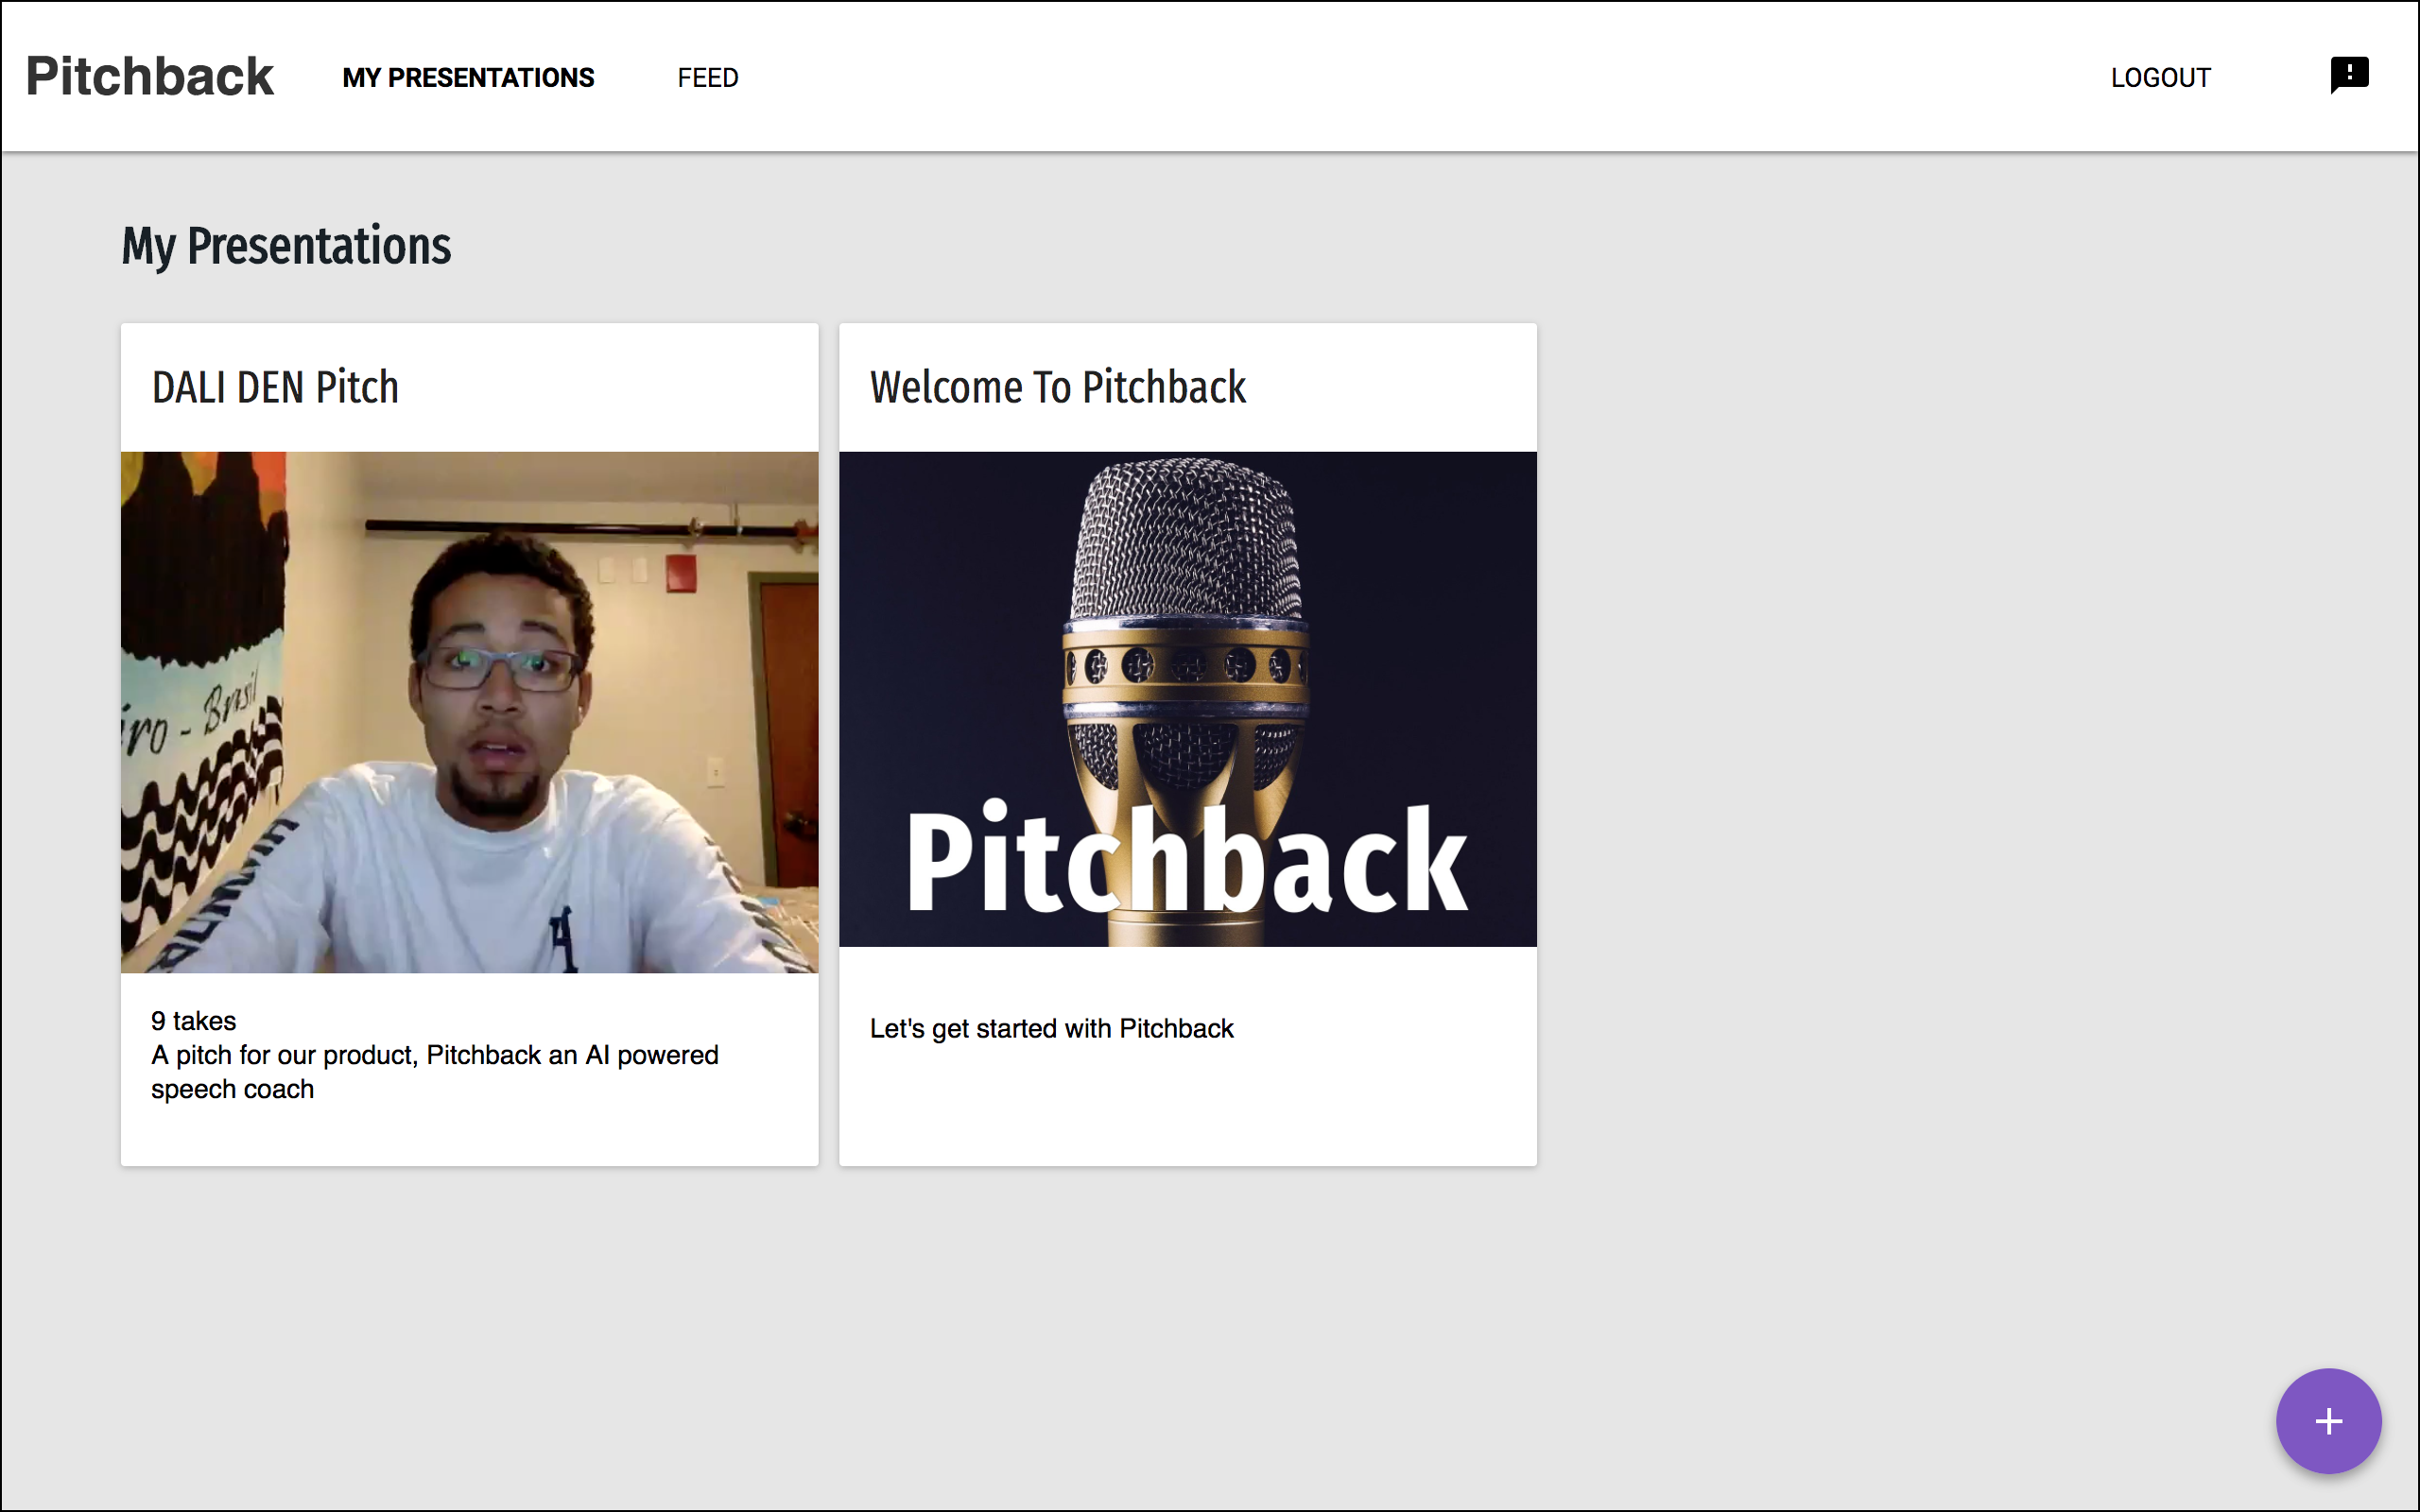 Pitchback
MY PRESENTATIONS
FEED
LOGOUT
My Presentations
DALI DEN Pitch
iro - Brasil
9 takes
A pitch for our product, Pitchback an AI powered
speech coach
Welcome To Pitchback
Pitchback
Let's get started with Pitchback